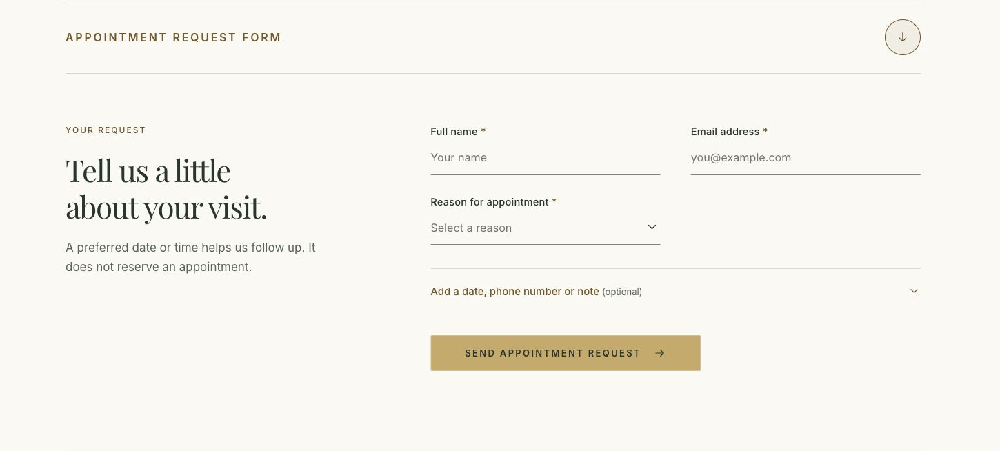 APPOINTMENT REQUEST FORM
YOUR REQUEST
Tell us a little
about your visit.
A preferred date or time helps us follow up. It
does not reserve an appointment.
Full name *
Your name
Email address *
you@example.com
Reason for appointment *
Select a reason
Add a date, phone number or note (optional)
SEND APPOINTMENT REQUEST